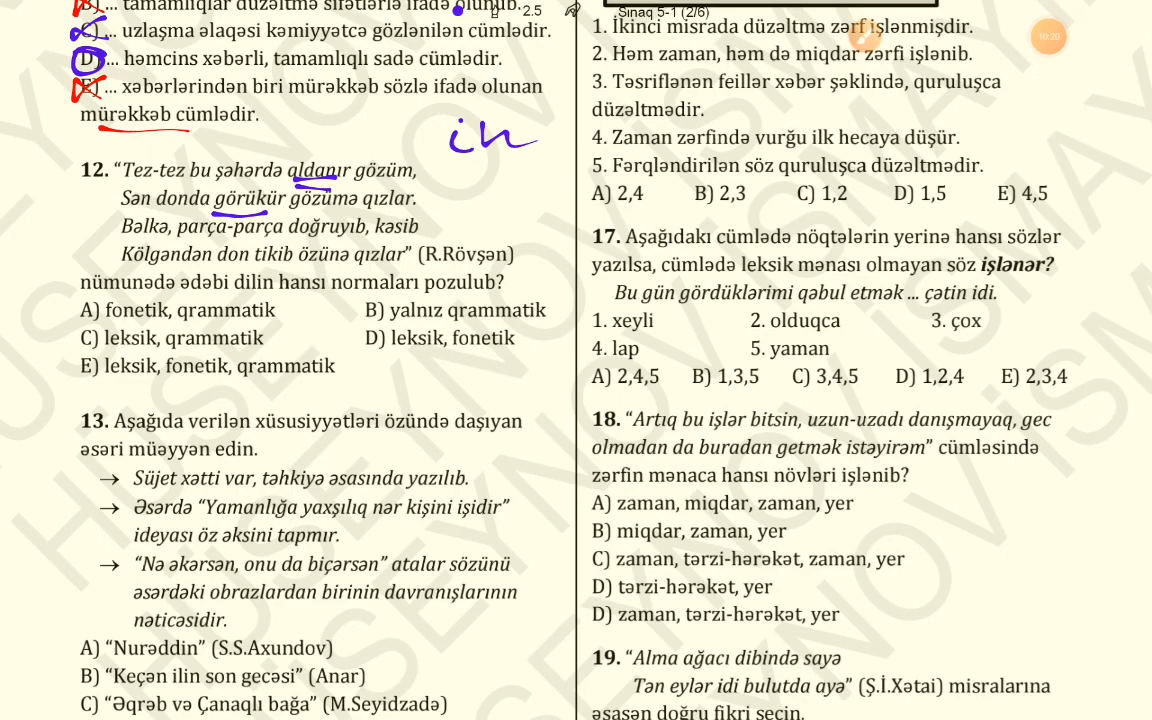 B) ... tamamlıqlar düzəltmə sifətlərlə ifadə olunub.
C) ... uzlaşma əlaqəsi kəmiyyətcə gözlənilən cümlədir.
D) ... həmcins xəbərli, tamamlıqlı sadə cümlədir.
E) ... xəbərlərindən biri mürəkkəb sözlə ifadə olunan
mürəkkəb cümlədir.
in
12. “Tez-tez bu şəhərdə aldanır gözüm,
Sən donda görükür gözümə qızlar.
Bəlkə, parça-parça doğruyıb, kəsib
Kölgəndən don tikib özünə qızlar” (R.Rövşən)
nümunədə ədəbi dilin hansı normaları pozulub?
A) fonetik, qrammatik B) yalnız qrammatik
C) leksik, qrammatik D) leksik, fonetik
E) leksik, fonetik, qrammatik
13. Aşağıda verilən xüsusiyyətləri özündə daşıyan
əsəri müəyyən edin.
→ Süjet xətti var, təhkiyə əsasında yazılıb.
→ Əsərdə “Yamanlığa yaxşılıq nər kişini işidir”
ideyası öz əksini tapmır.
→ “Nə əkərsən, onu da biçərsən” atalar sözünü
əsərdəki obrazlardan birinin davranışlarının
nəticəsidir.
A) “Nurəddin” (S.S.Axundov)
B) “Keçən ilin son gecəsi” (Anar)
C) “Əqrəb və Çanaqlı bağa” (M.Seyidzadə)
2.5
Sınaq 5-1 (2/6)
10:20
1. İkinci misrada düzəltmə zərf işlənmişdir.
2. Həm zaman, həm də miqdar zərfi işlənib.
3. Təsriflənən feillər xəbər şəklində, quruluşca
düzəltmədir.
4. Zaman zərfində vurğu ilk hecaya düşür.
5. Fərqləndirilən söz quruluşca düzəltmədir.
A) 2,4 B) 2,3 C) 1,2 D) 1,5 E) 4,5
17. Aşağıdakı cümlədə nöqtələrin yerinə hansı sözlər
yazılsa, cümlədə leksik mənası olmayan söz işlənər?
Bu gün gördüklərimi qəbul etmək ... çətin idi.
1. xeyli 2. olduqca 3. çox
4. lap 5. yaman
A) 2,4,5 B) 1,3,5 C) 3,4,5 D) 1,2,4 E) 2,3,4
18. “Artıq bu işlər bitsin, uzun-uzadı danışmayaq, gec
olmadan da buradan getmək istəyirəm” cümləsində
zərfin mənaca hansı növləri işlənib?
A) zaman, miqdar, zaman, yer
B) miqdar, zaman, yer
C) zaman, tərzi-hərəkət, zaman, yer
D) tərzi-hərəkət, yer
D) zaman, tərzi-hərəkət, yer
19. “Alma ağacı dibində sayə
Tən eylər idi bulutda ayə” (Ş.İ.Xətai) misralarına
əsasən doğru fikri seçin.
HÜSEYNOV İSMAYIL